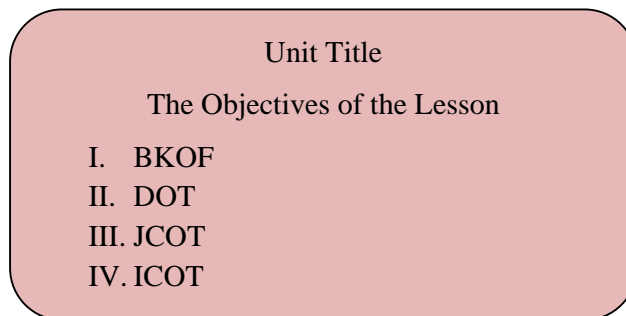 Unit Title
The Objectives of the Lesson
I. BKOF
II. DOT
III. JCOT
IV. ICOT